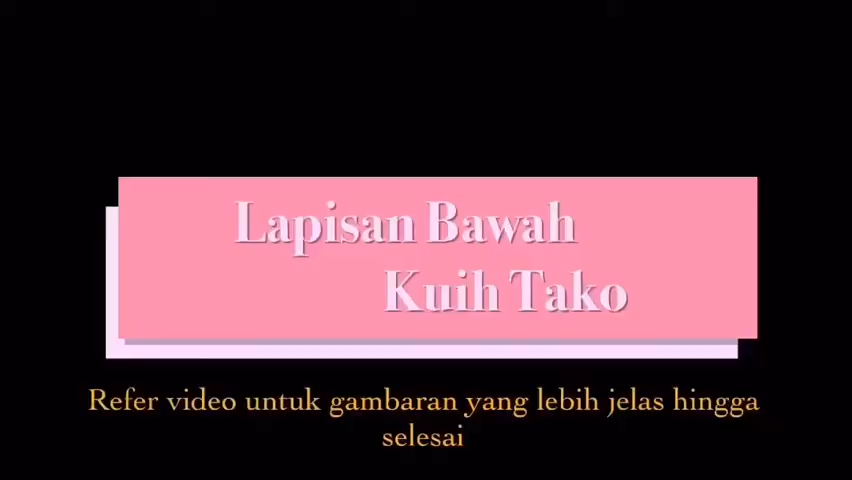 Lapisan Bawah
Kuih Tako
Refer video untuk gambaran yang lebih jelas hingga
selesai